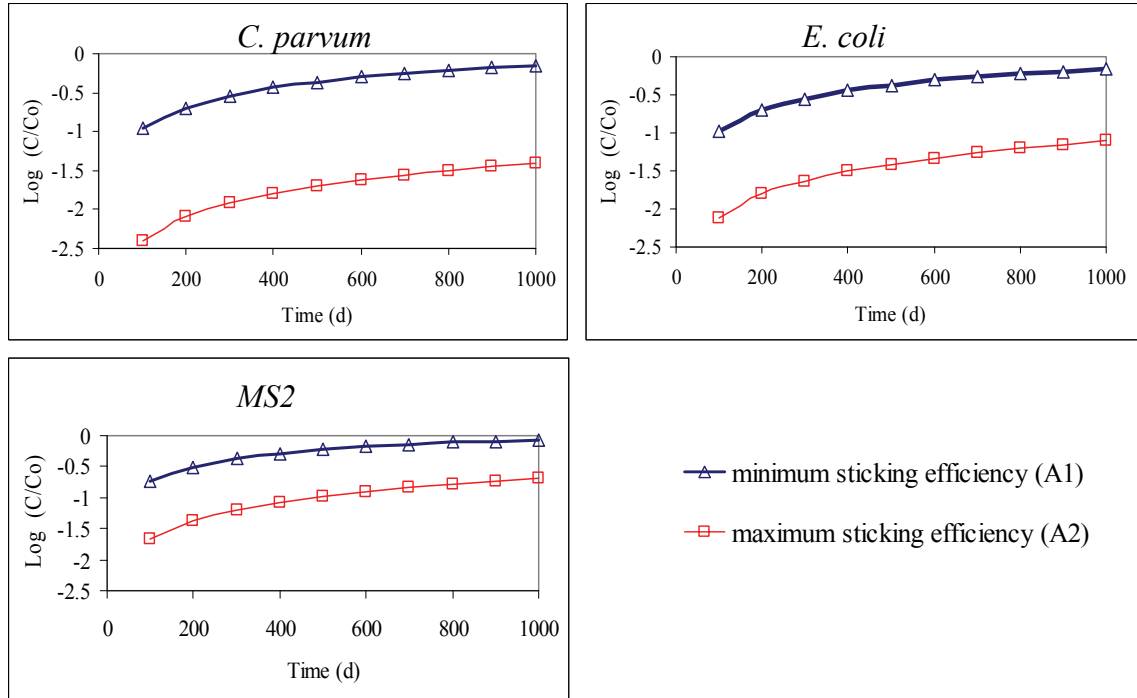 C. parvum
0
-0.5
-1
-1.5
-2
-2.5
Log (C/Co)
0 200 400 600 800 1000
Time (d)
E. coli
0
-0.5
-1
-1.5
-2
-2.5
Log (C/Co)
0 200 400 600 800 1000
Time (d)
MS2
0
-0.5
-1
-1.5
-2
-2.5
Log (C/Co)
0 200 400 600 800 1000
Time (d)
minimum sticking efficiency (A1)
maximum sticking efficiency (A2)